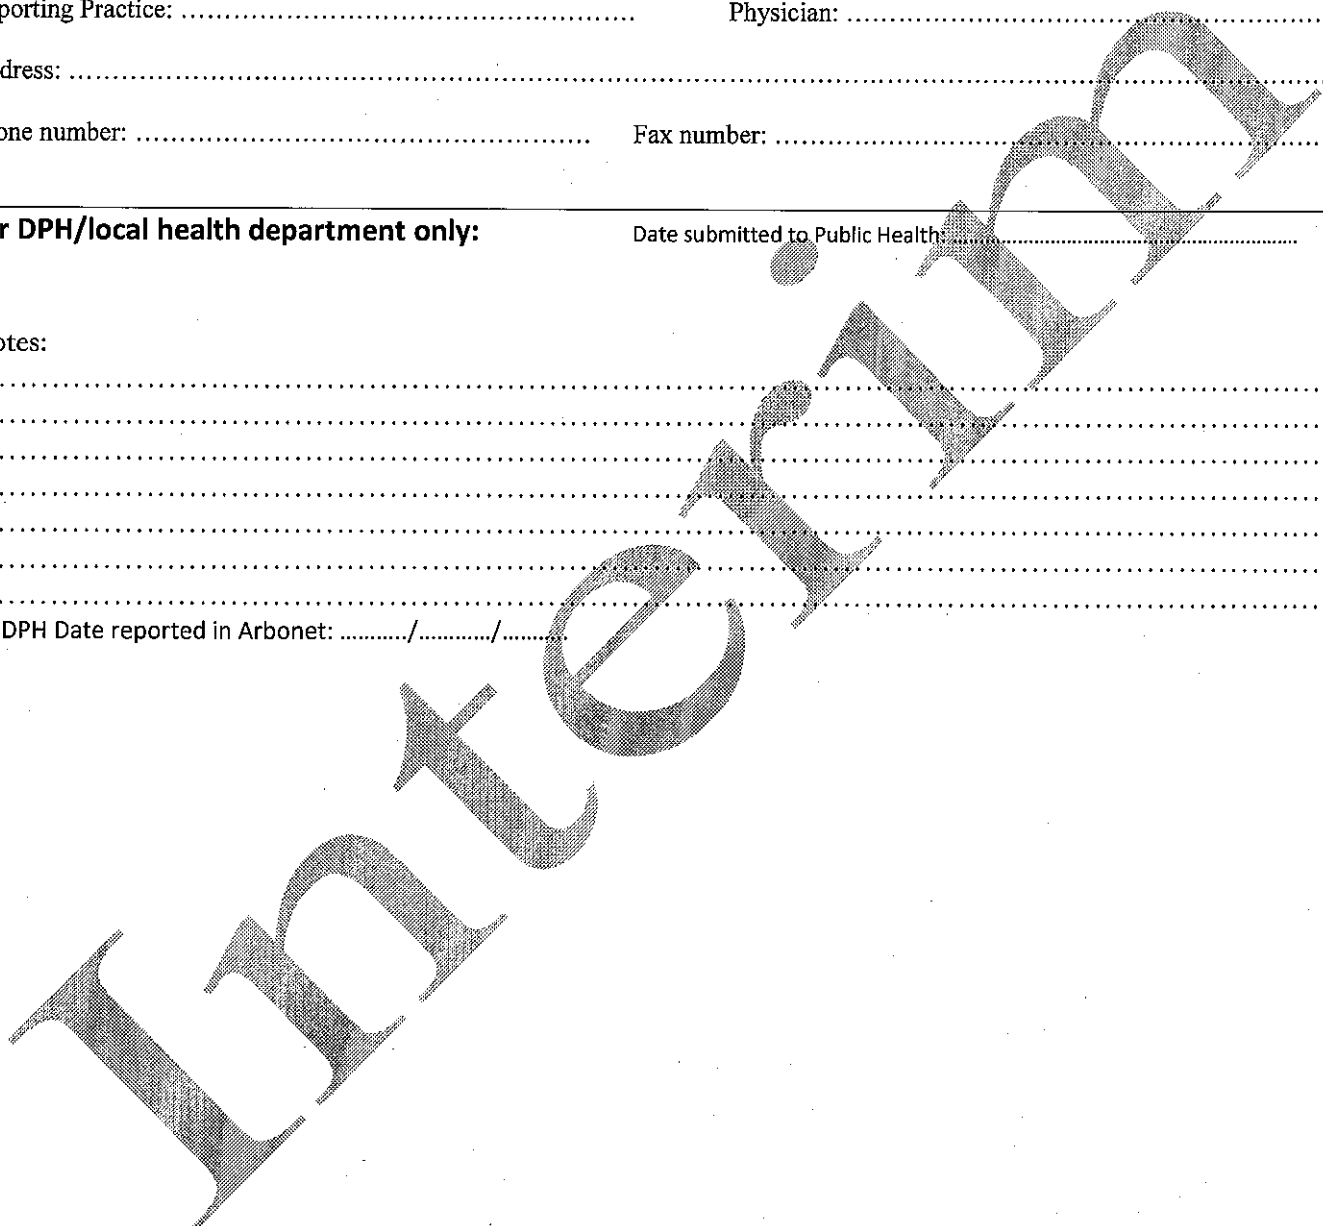 porting Practice: ........................................................ Physician: ........................................................
dress: ........................................................................................................................
one number: ........................................................ Fax number: ........................................................
r DPH/local health department only: Date submitted to Public Health: ........................................................
otes:
DPH Date reported in Arbonet: .........../............/...........
Interim